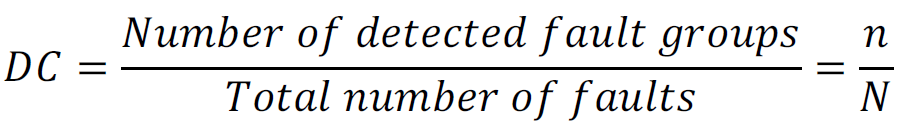 DC = Number of detected fault groups / Total number of faults = n / N